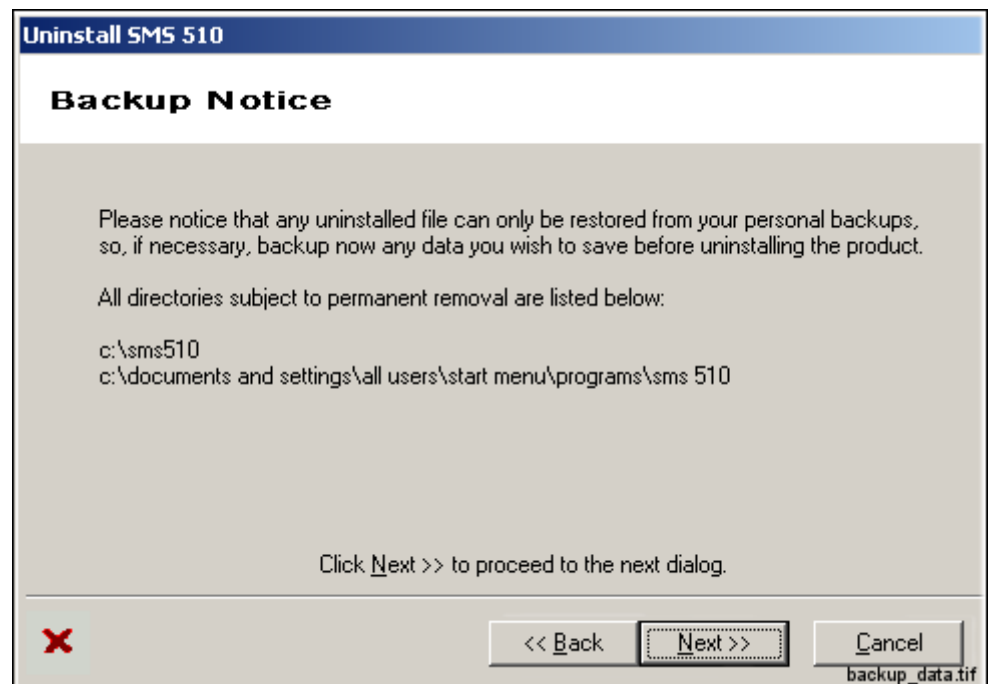 Uninstall SMS 510
Backup Notice
Please notice that any uninstalled file can only be restored from your personal backups,
so, if necessary, backup now any data you wish to save before uninstalling the product.
All directories subject to permanent removal are listed below:
c:\sms510
c:\documents and settings\all users\start menu\programs\sms 510
Click Next >> to proceed to the next dialog.
<< Back Next >> Cancel
backup_data.tif